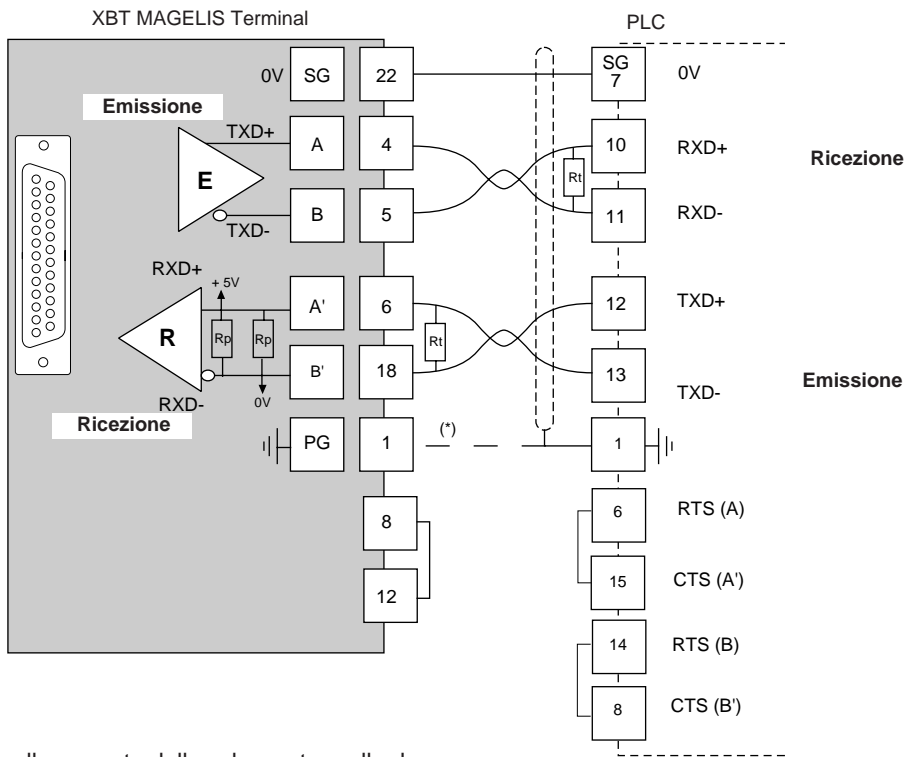 XBT MAGELIS Terminal
PLC
0V SG 22 SG 7 0V
Emissione
TXD+ A 4 10 RXD+
E Rt Ricezione
TXD- B 5 11 RXD-
RXD+ + 5V A' 6 12 TXD+
R Rp Rp Rt
RXD- 0V B' 18 13 TXD-
Emissione
Ricezione
PG 1 (*) 1
8 6 RTS (A)
12 15 CTS (A')
14 RTS (B)
8 CTS (B')